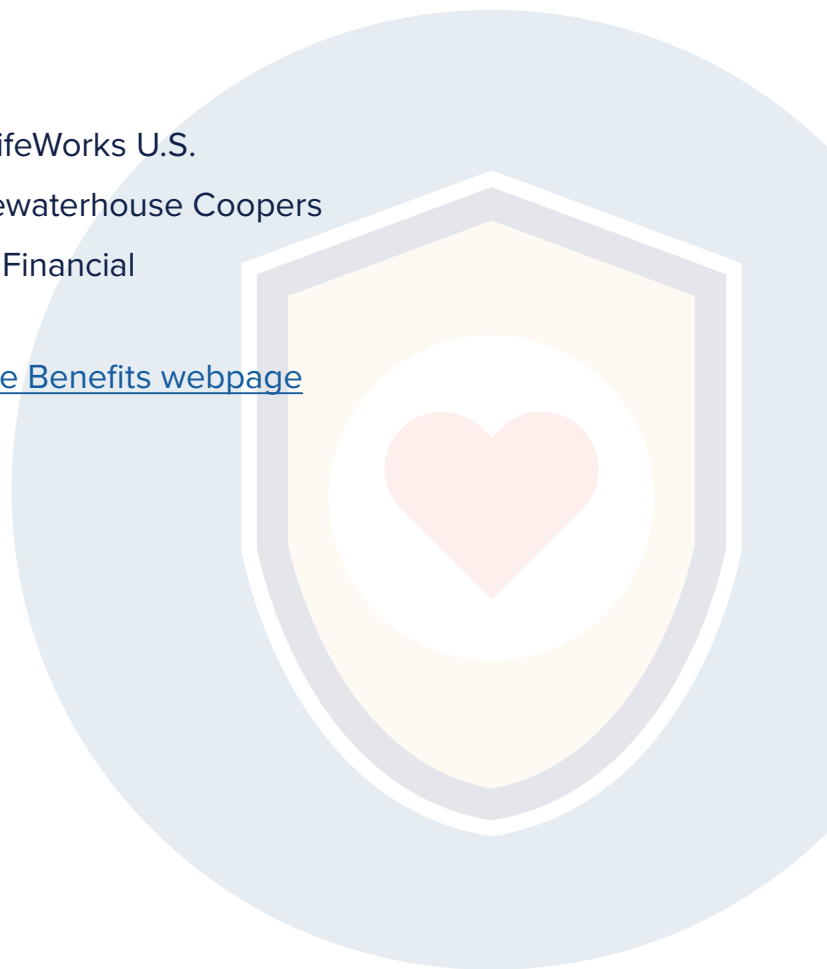 ifeWorks U.S.
ewaterhouse Coopers
Financial
e Benefits webpage